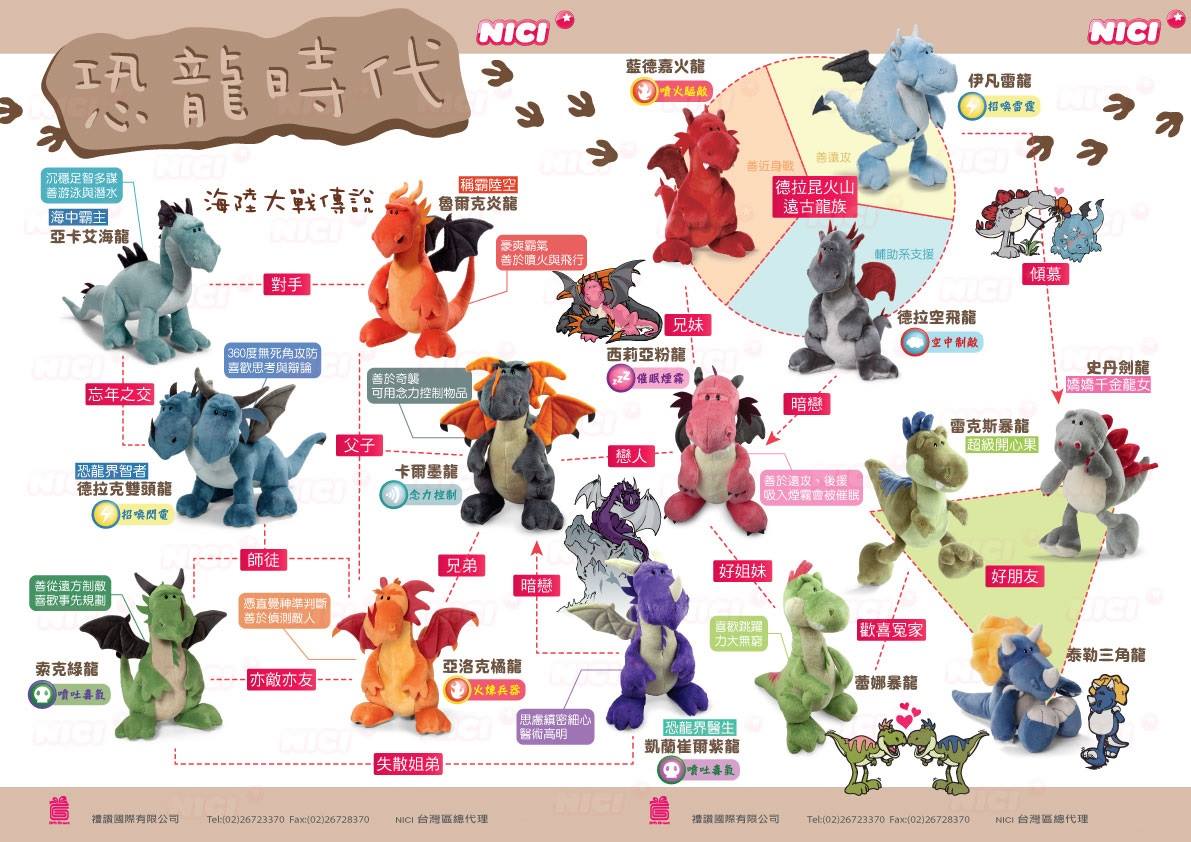 恐龍時代
NICI
NICI
海陸大戰傳說
沉穩足智多謀
善游泳與潛水
海中霸主
亞卡艾海龍
對手
稱霸陸空
魯爾克炎龍
豪爽霸氣
善於噴火與飛行
忘年之交
360度無死角攻防
喜歡思考與辯論
恐龍界智者
德拉克雙頭龍
招喚閃電
父子
善於奇襲
可用念力控制物品
卡爾墨龍
念力控制
戀人
師徒
兄弟
善從遠方制敵
喜歡事先規劃
索克綠龍
噴吐毒氣
亦敵亦友
憑直覺神準判斷
善於偵測敵人
亞洛克橘龍
火煉兵器
失散姐弟
暗戀
思慮縝密細心
醫術高明
恐龍界醫生
凱蘭崔爾紫龍
噴吐毒氣
藍德嘉火龍
噴火驅敵
善近身戰
善遠攻
德拉昆火山
遠古龍族
輔助系支援
伊凡雷龍
招喚雷霆
德拉空飛龍
空中制敵
兄妹
西莉亞粉龍
zZZ
催眠煙霧
暗戀
善於遠攻、後援
吸入煙霧會被催眠
傾慕
史丹劍龍
嬌嬌千金龍女
雷克斯暴龍
超級開心果
好朋友
好姐妹
喜歡跳躍
力大無窮
歡喜冤家
蕾娜暴龍
泰勒三角龍
禮讚國際有限公司 Tel:(02)26723370 Fax:(02)26728370 NICI 台灣區總代理
禮讚國際有限公司 Tel:(02)26723370 Fax:(02)26728370 NICI 台灣區總代理